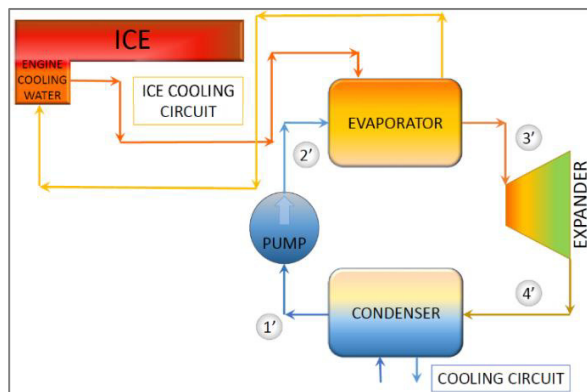 ICE
ENGINE
COOLING
WATER
ICE COOLING
CIRCUIT
EVAPORATOR
2’
3’
EXPANDER
PUMP
4’
1’
CONDENSER
COOLING CIRCUIT